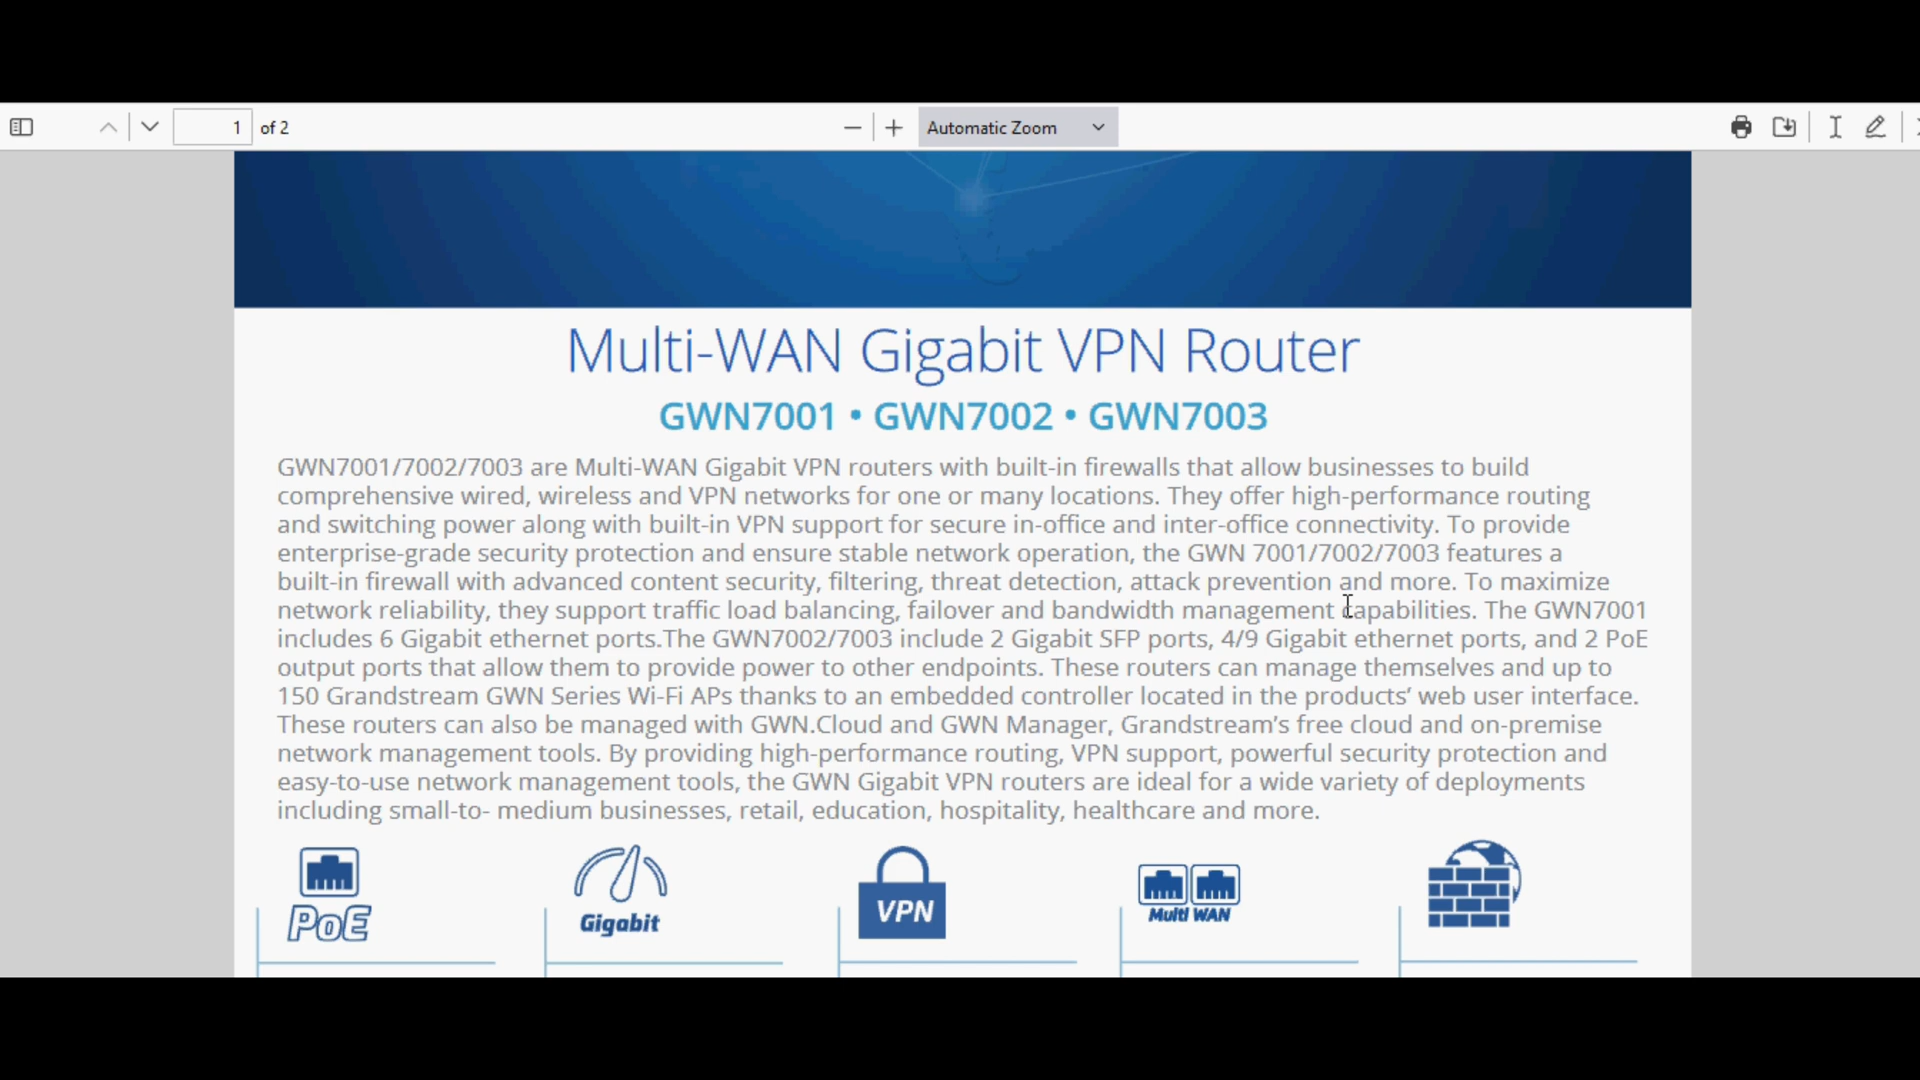 1 of 2 Automatic Zoom
Multi-WAN Gigabit VPN Router
GWN7001 • GWN7002 • GWN7003
GWN7001/7002/7003 are Multi-WAN Gigabit VPN routers with built-in firewalls that allow businesses to build
comprehensive wired, wireless and VPN networks for one or many locations. They offer high-performance routing
and switching power along with built-in VPN support for secure in-office and inter-office connectivity. To provide
enterprise-grade security protection and ensure stable network operation, the GWN 7001/7002/7003 features a
built-in firewall with advanced content security, filtering, threat detection, attack prevention and more. To maximize
network reliability, they support traffic load balancing, failover and bandwidth management capabilities. The GWN7001
includes 6 Gigabit ethernet ports.The GWN7002/7003 include 2 Gigabit SFP ports, 4/9 Gigabit ethernet ports, and 2 PoE
output ports that allow them to provide power to other endpoints. These routers can manage themselves and up to
150 Grandstream GWN Series Wi-Fi APs thanks to an embedded controller located in the products’ web user interface.
These routers can also be managed with GWN.Cloud and GWN Manager, Grandstream’s free cloud and on-premise
network management tools. By providing high-performance routing, VPN support, powerful security protection and
easy-to-use network management tools, the GWN Gigabit VPN routers are ideal for a wide variety of deployments
including small-to- medium businesses, retail, education, hospitality, healthcare and more.
PoE
Gigabit
VPN
Multi WAN